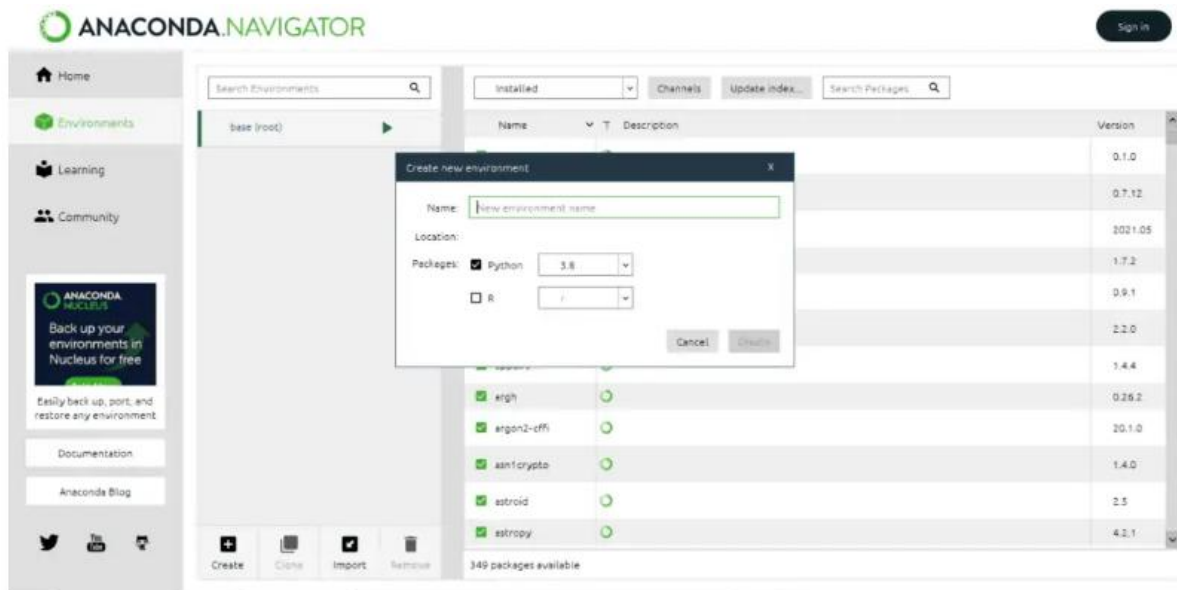 ANACONDA.NAVIGATOR
Sign in
Home
Environments
Learning
Community
ANACONDA.
NUCLEUS
Back up your
environments in
Nucleus for free
Easily back up, port, and
restore any environment
Documentation
Anaconda Blog
Search Environments
base (root)
Create
Clone
Import
Remove
Installed
Channels
Update index...
Search Packages
Name
T
Description
Version
0.1.0
0.7.12
2021.05
1.7.2
0.9.1
2.2.0
1.4.4
argh
0.26.2
argon2-cffi
20.1.0
asn1crypto
1.4.0
astroid
2.5
astropy
4.2.1
349 packages available
Create new environment
X
Name:
New environment name
Location:
Packages:
Python
R
r
Cancel
Create